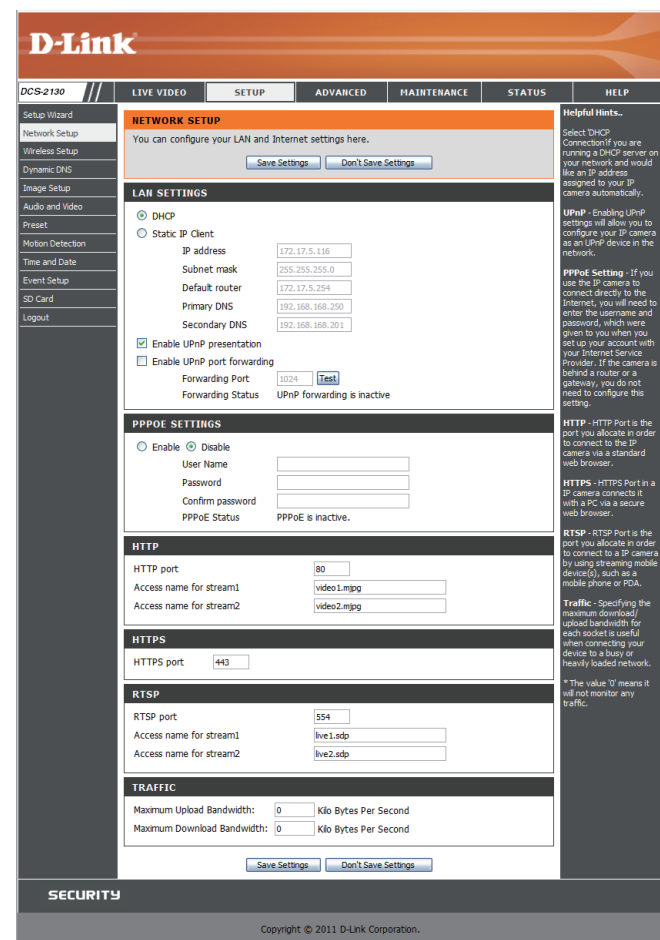 D-Link
DCS-2130
LIVE VIDEO
SETUP
ADVANCED
MAINTENANCE
STATUS
HELP
Setup Wizard
Network Setup
Wireless Setup
Dynamic DNS
Image Setup
Audio and Video
Preset
Motion Detection
Time and Date
Event Setup
SD Card
Logout
NETWORK SETUP
You can configure your LAN and Internet settings here.
Save Settings
Don't Save Settings
LAN SETTINGS
DHCP
Static IP Client
IP address 172.17.5.116
Subnet mask 255.255.255.0
Default router 172.17.5.254
Primary DNS 192.168.168.250
Secondary DNS 192.168.168.201
Enable UPnP presentation
Enable UPnP port forwarding
Forwarding Port 1024 Test
Forwarding Status UPnP forwarding is inactive
PPPOE SETTINGS
Enable Disable
User Name
Password
Confirm password
PPPoE Status PPPoE is inactive.
HTTP
HTTP port 80
Access name for stream1 video1.mjpg
Access name for stream2 video2.mjpg
HTTPS
HTTPS port 443
RTSP
RTSP port 554
Access name for stream1 live1.sdp
Access name for stream2 live2.sdp
TRAFFIC
Maximum Upload Bandwidth: 0 Kilo Bytes Per Second
Maximum Download Bandwidth: 0 Kilo Bytes Per Second
Save Settings
Don't Save Settings
Helpful Hints..
Select 'DHCP
Connection'if you are
running a DHCP server on
your network and would
like an IP address
assigned to your IP
camera automatically.
UPnP - Enabling UPnP
settings will allow you to
configure your IP camera
as an UPnP device in the
network.
PPPoE Setting - If you
use the IP camera to
connect directly to the
Internet, you will need to
enter the username and
password, which were
given to you when you
set up your account with
your Internet Service
Provider. If the camera is
behind a router or a
gateway, you do not
need to configure this
setting.
HTTP - HTTP Port is the
port you allocate in order
to connect to the IP
camera via a standard
web browser.
HTTPS - HTTPS Port in a
IP camera connects it
with a PC via a secure
web browser.
RTSP - RTSP Port is the
port you allocate in order
to connect to a IP camera
by using streaming mobile
device(s), such as a
mobile phone or PDA.
Traffic - Specifying the
maximum download/
upload bandwidth for
each socket is useful
when connecting your
device to a busy or
heavily loaded network.
* The value '0' means it
will not monitor any
traffic.
SECURITY
Copyright © 2011 D-Link Corporation.